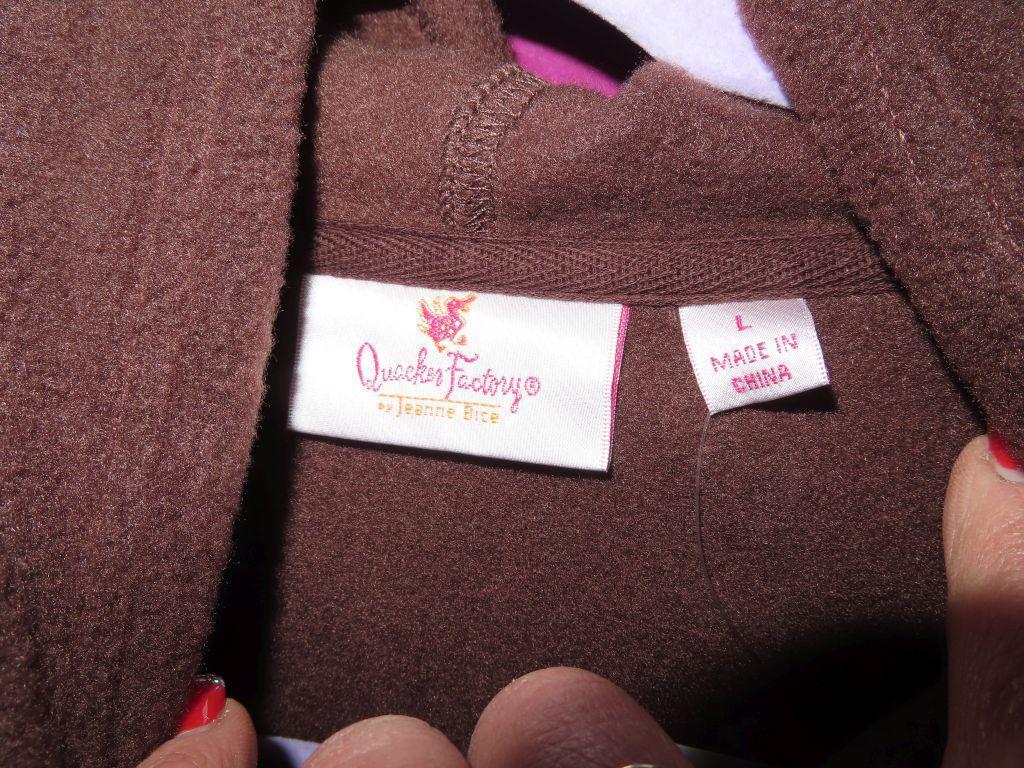 Quacker Factory®
by Jeanne Bice
L
MADE IN
CHINA